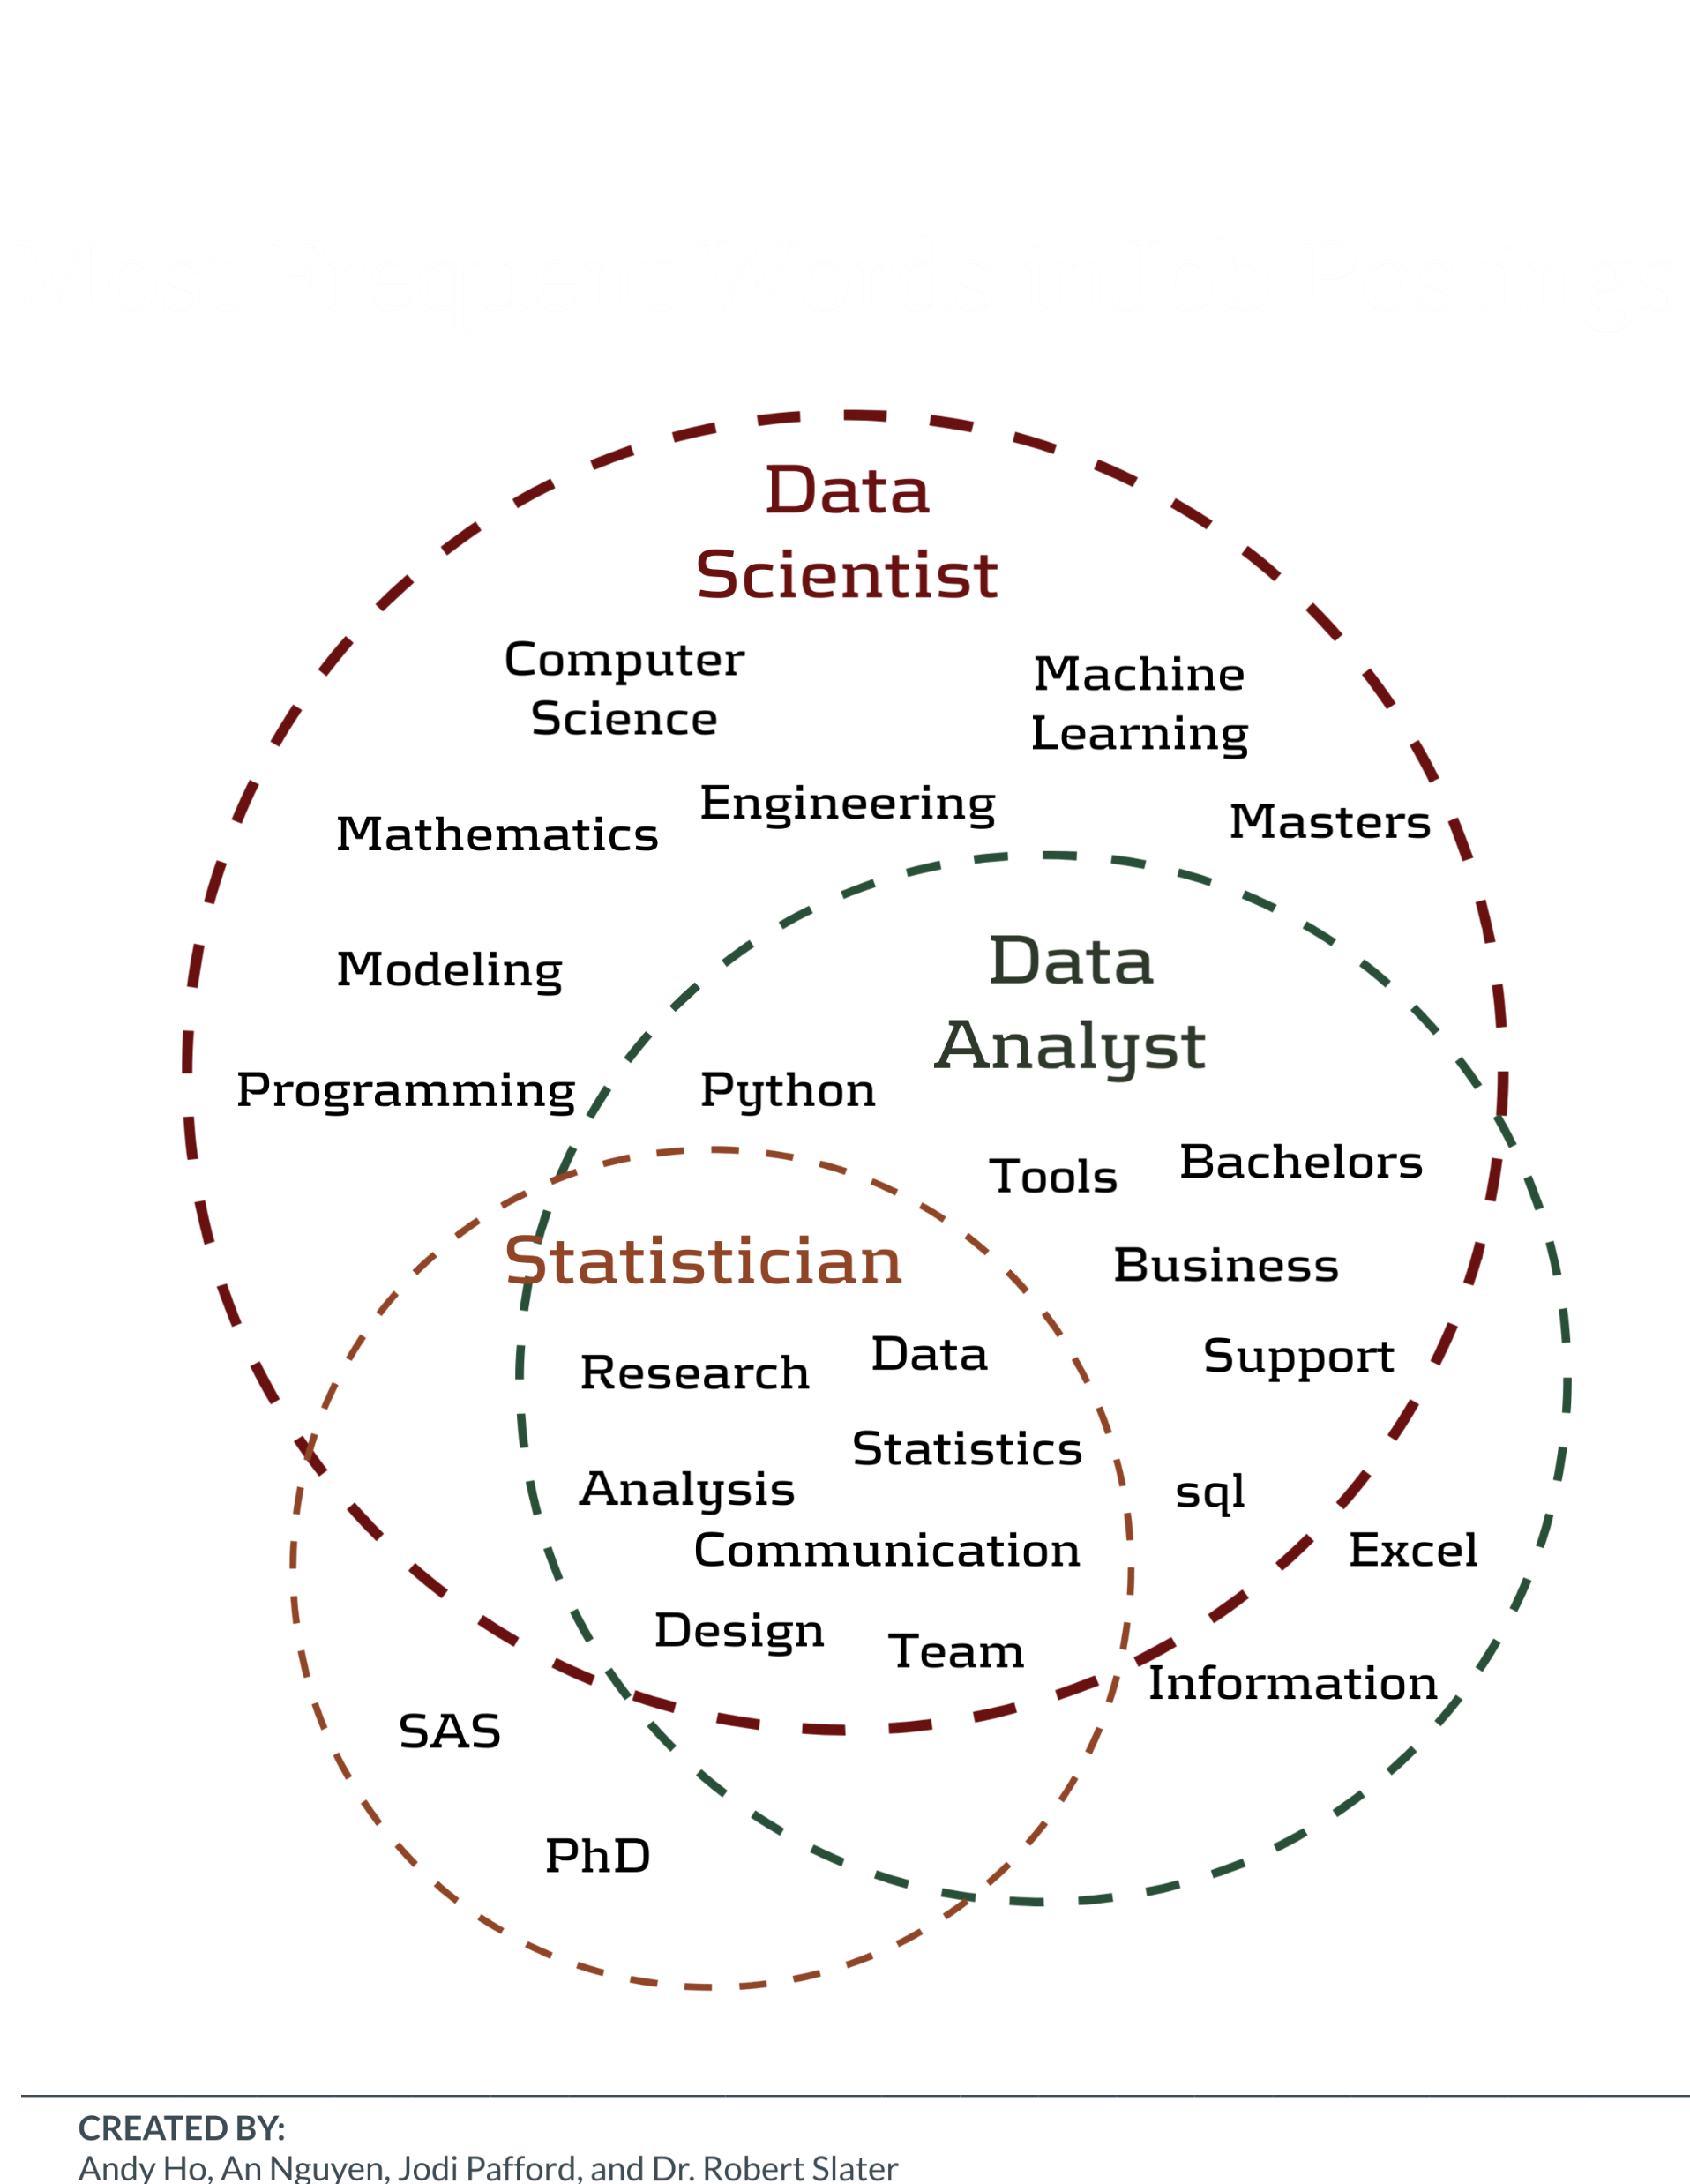 Data
Scientist
Computer
Science
Machine
Learning
Engineering
Masters
Mathematics
Data
Analyst
Modeling
Programming
Python
Tools
Bachelors
Statistician
Business
Research
Data
Support
Statistics
Analysis
sql
Communication
Excel
Design
Team
Information
SAS
PhD
CREATED BY:
Andy Ho, An Nguyen, Jodi Pafford, and Dr. Robert Slater